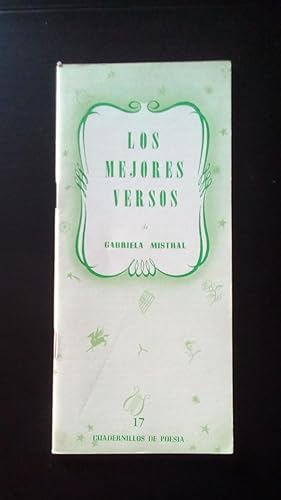 LOS
MEJORES
VERSOS
de
GABRIELA MISTRAL
17
CUADERNILLOS DE POESIA